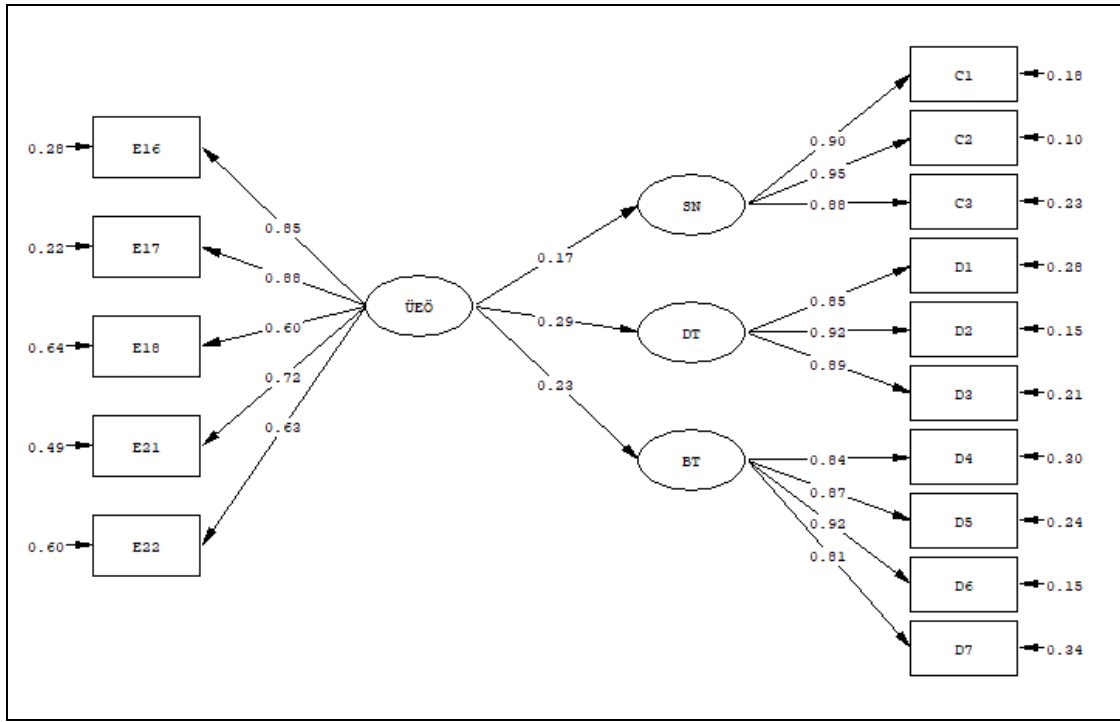 C1 0.18
0.90 C2 0.10
0.28 E16 0.95
SN 0.88 C3 0.23
0.85
0.22 E17 0.17 D1 0.28
0.88 0.85
ÜEÖ
0.60 0.29 DT 0.92 D2 0.15
0.64 E18 0.89
0.72 0.23 D3 0.21
0.63
0.49 E21 BT 0.84 D4 0.30
0.87
0.92 D5 0.24
0.60 E22 0.81
D6 0.15
D7 0.34